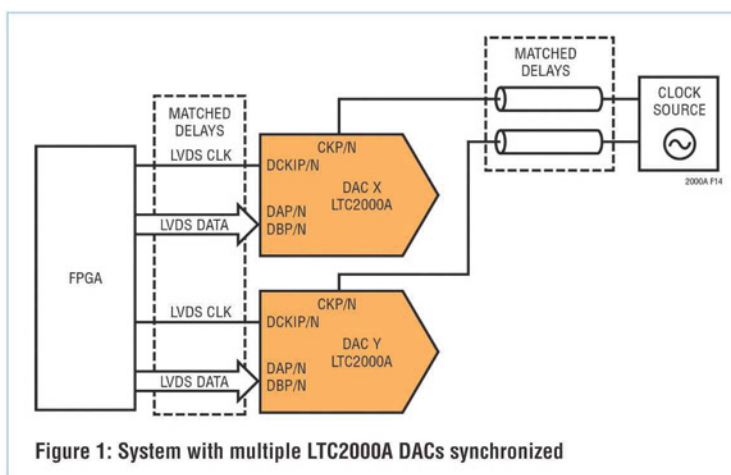 MATCHED
DELAYS
CLOCK
SOURCE
2000A F14
MATCHED
DELAYS
LVDS CLK
CKP/N
DCKIP/N
DAC X
LTC2000A
DAP/N
DBP/N
LVDS DATA
FPGA
LVDS CLK
CKP/N
DCKIP/N
DAC Y
LTC2000A
DAP/N
DBP/N
LVDS DATA
Figure 1: System with multiple LTC2000A DACs synchronized